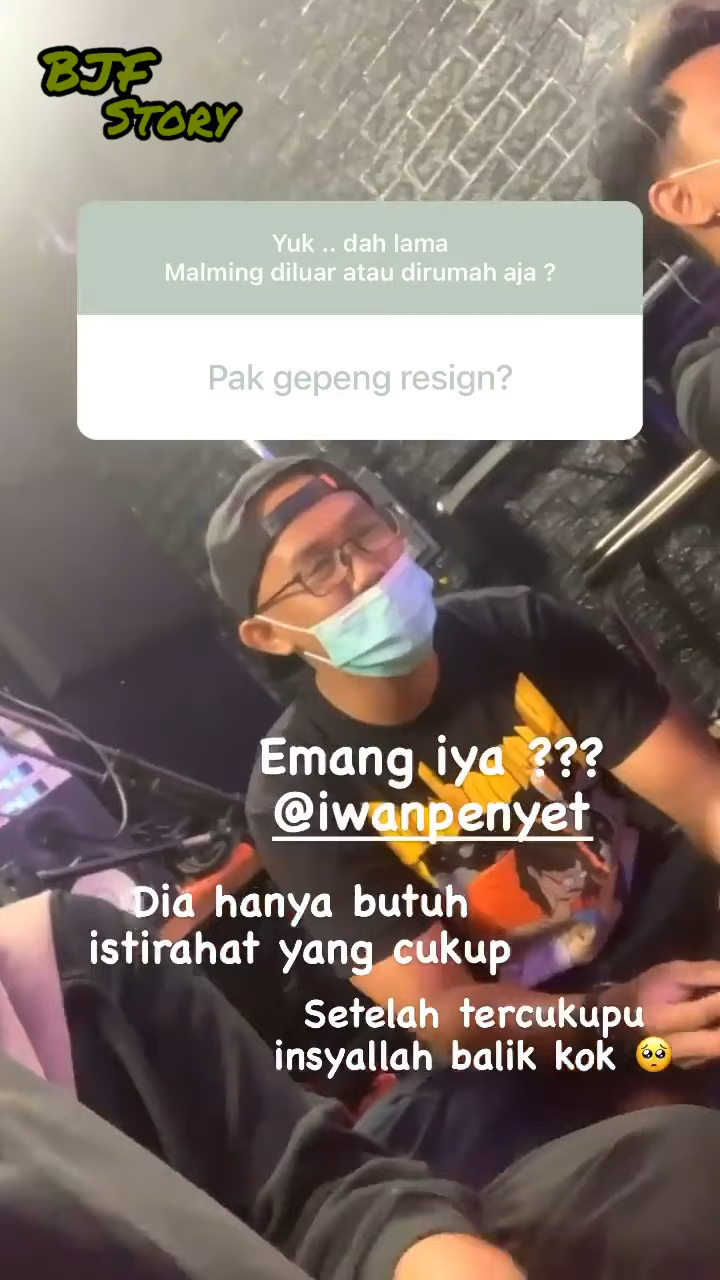 BJF
STORY
Yuk .. dah lama
Malming diluar atau dirumah aja ?
Pak gepeng resign?
Emang iya ???
@iwanpenyet
Dia hanya butuh
istirahat yang cukup
Setelah tercukupu
insyallah balik kok 🥺